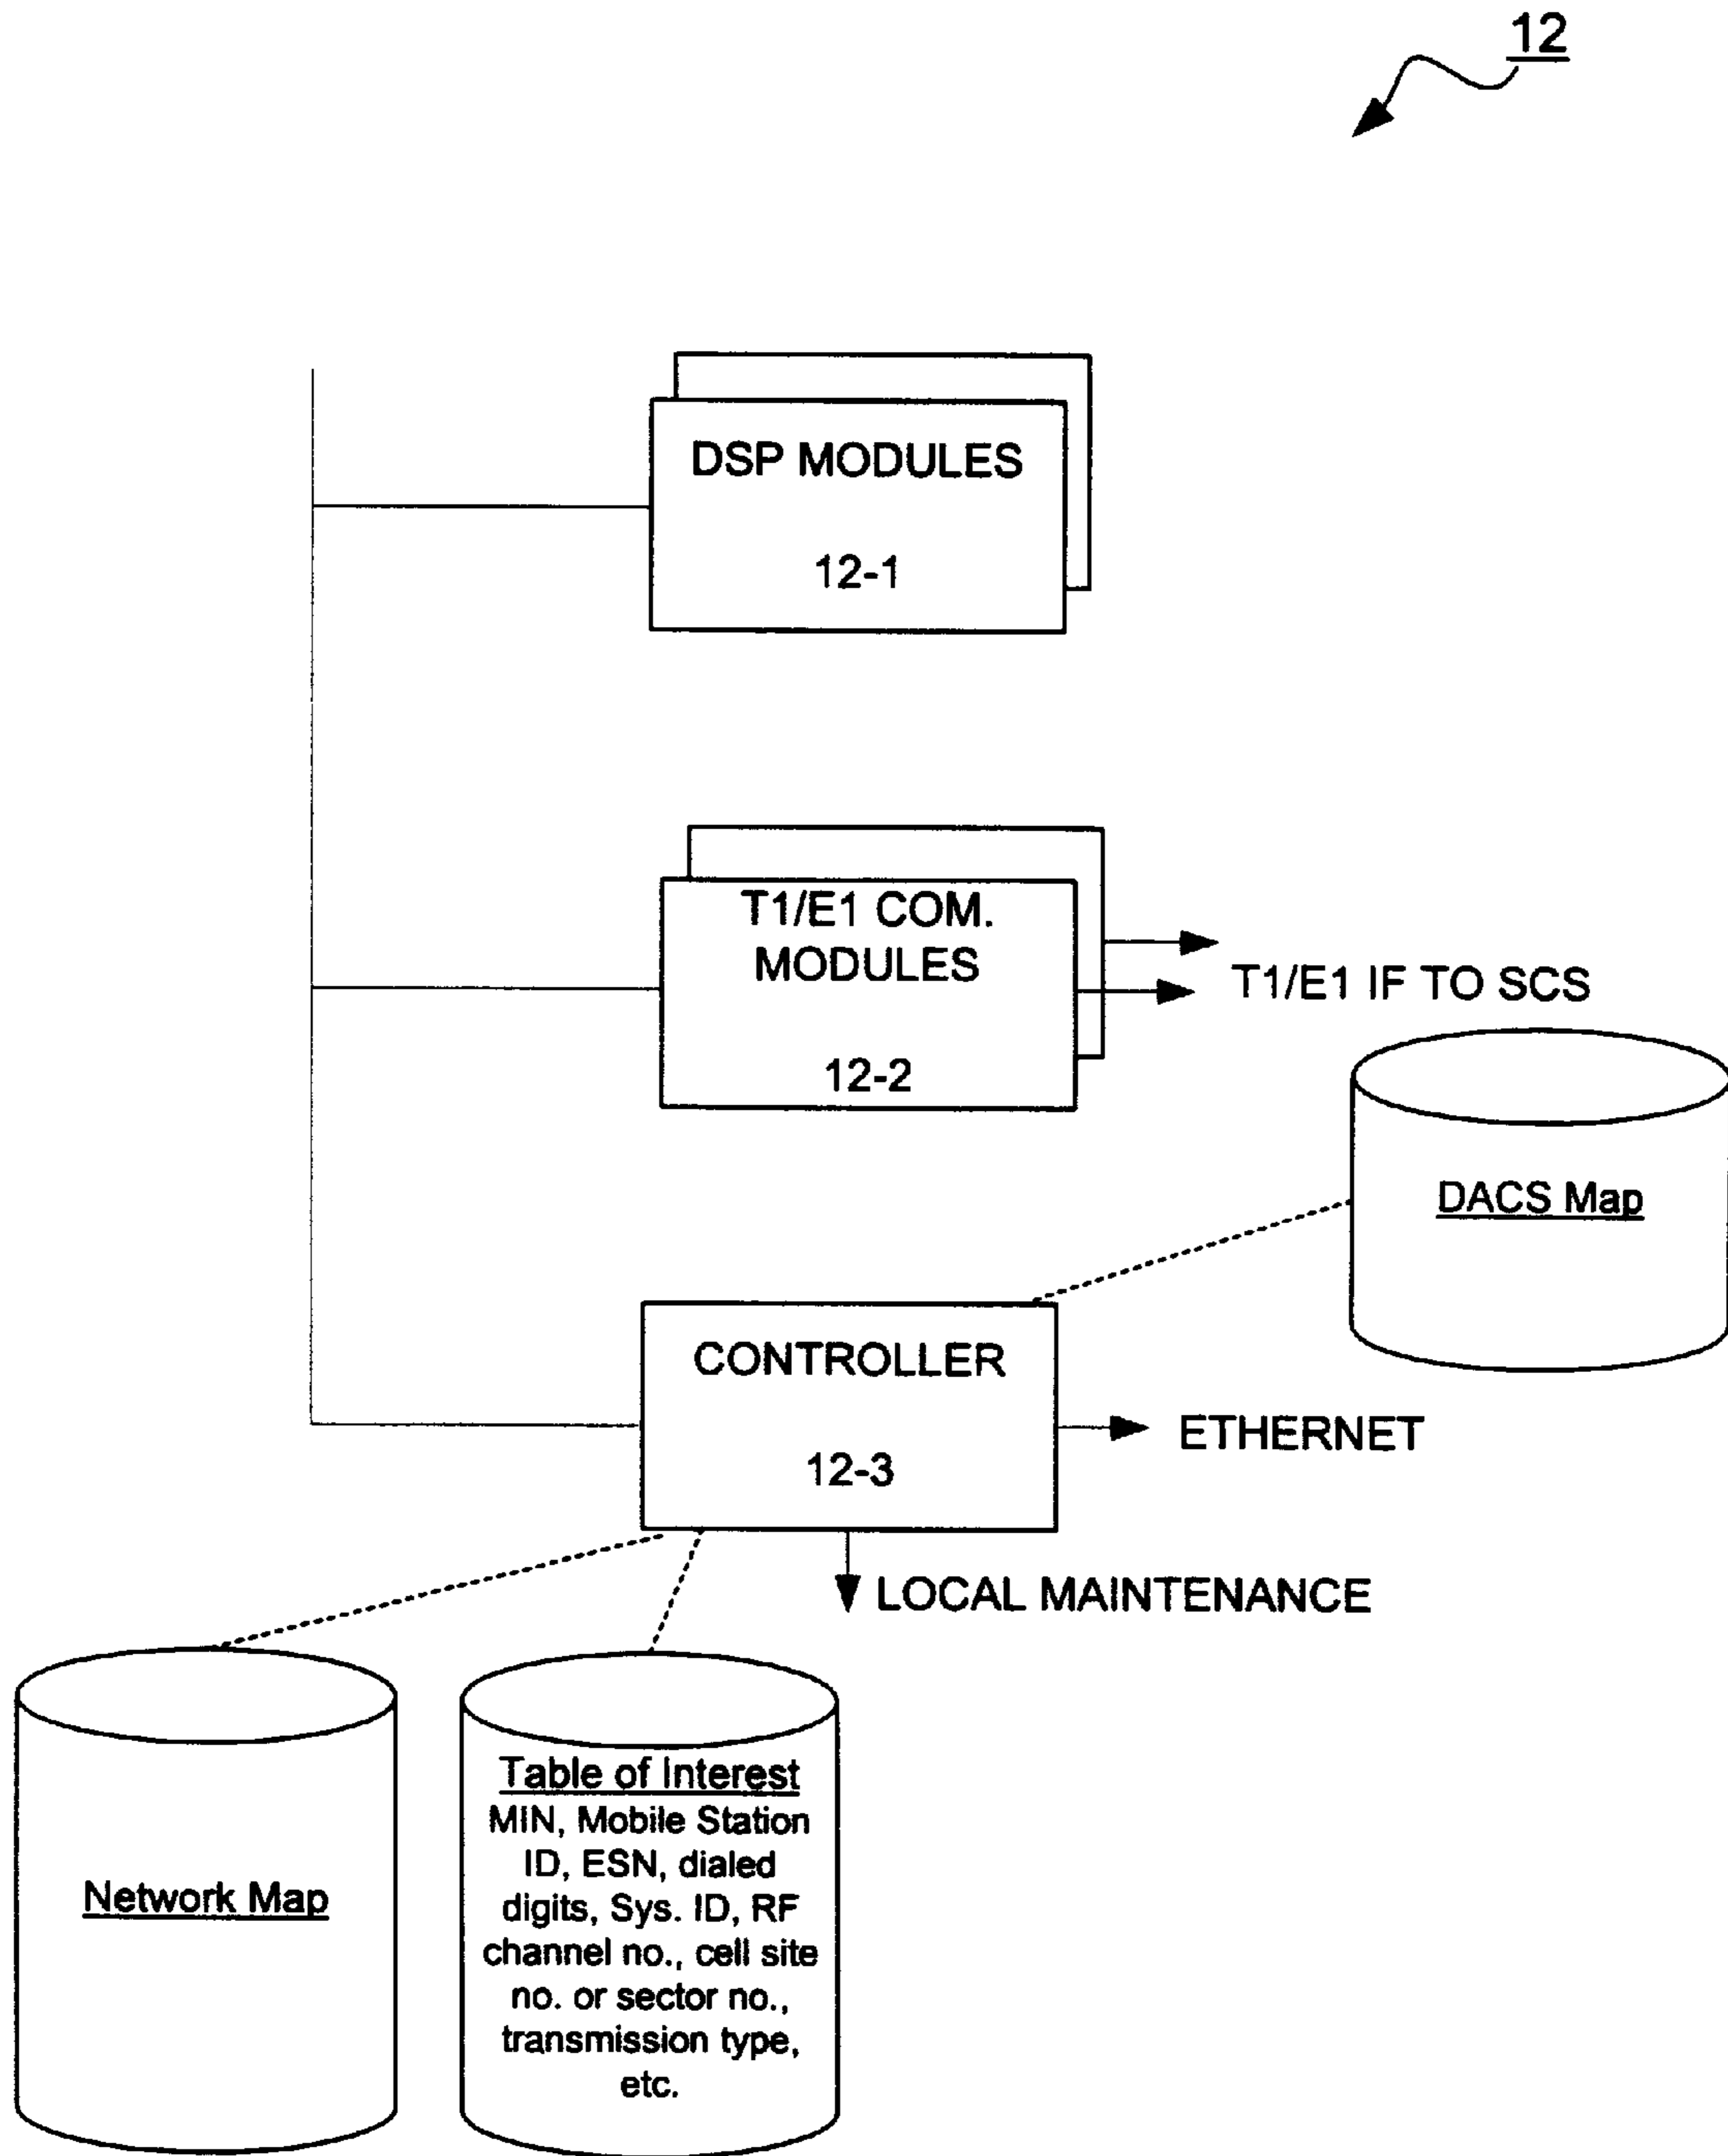 12
DSP MODULES
12-1
T1/E1 COM.
MODULES
12-2
T1/E1 IF TO SCS
DACS Map
CONTROLLER
12-3
ETHERNET
LOCAL MAINTENANCE
Network Map
Table of Interest
MIN, Mobile Station
ID, ESN, dialed
digits, Sys. ID, RF
channel no., cell site
no. or sector no.,
transmission type,
etc.